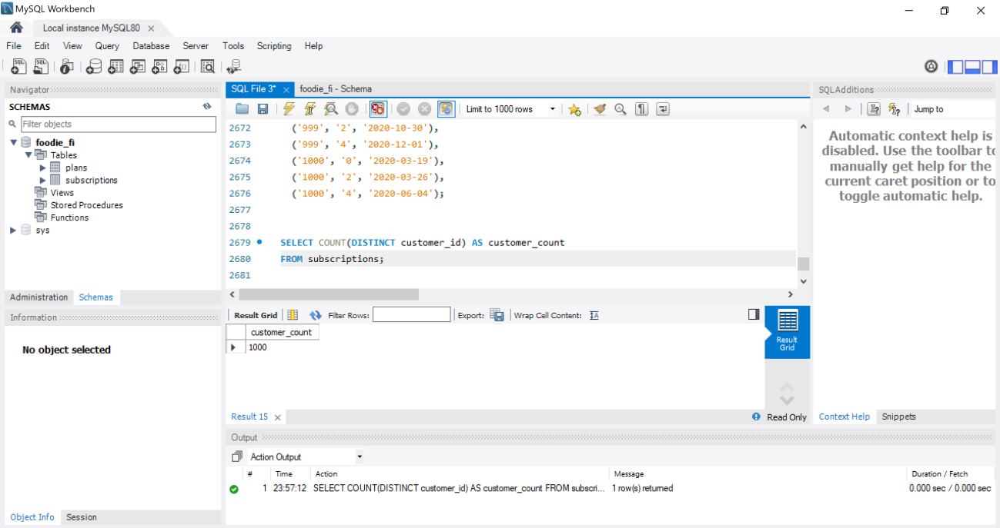 MySQL Workbench
Local instance MySQL80
File Edit View Query Database Server Tools Scripting Help
Navigator
SCHEMAS
Filter objects
foodie_fi
Tables
plans
subscriptions
Views
Stored Procedures
Functions
sys
Administration Schemas
Information
No object selected
Object Info Session
SQL File 3* foodie_fi - Schema
Limit to 1000 rows
2672 ('999', '2', '2020-10-30'),
2673 ('999', '4', '2020-12-01'),
2674 ('1000', '0', '2020-03-19'),
2675 ('1000', '2', '2020-03-26'),
2676 ('1000', '4', '2020-06-04');
2677
2678
2679 SELECT COUNT(DISTINCT customer_id) AS customer_count
2680 FROM subscriptions;
2681
Result Grid Filter Rows: Export: Wrap Cell Content: IA
customer_count
1000
Result Grid
Result 15 Read Only
Output
Action Output
# Time Action Message Duration / Fetch
1 23:57:12 SELECT COUNT(DISTINCT customer_id) AS customer_count FROM subscri... 1 row(s) returned 0.000 sec / 0.000 sec
SQLAdditions
Jump to
Automatic context help is
disabled. Use the toolbar to
manually get help for the
current caret position or to
toggle automatic help.
Context Help Snippets